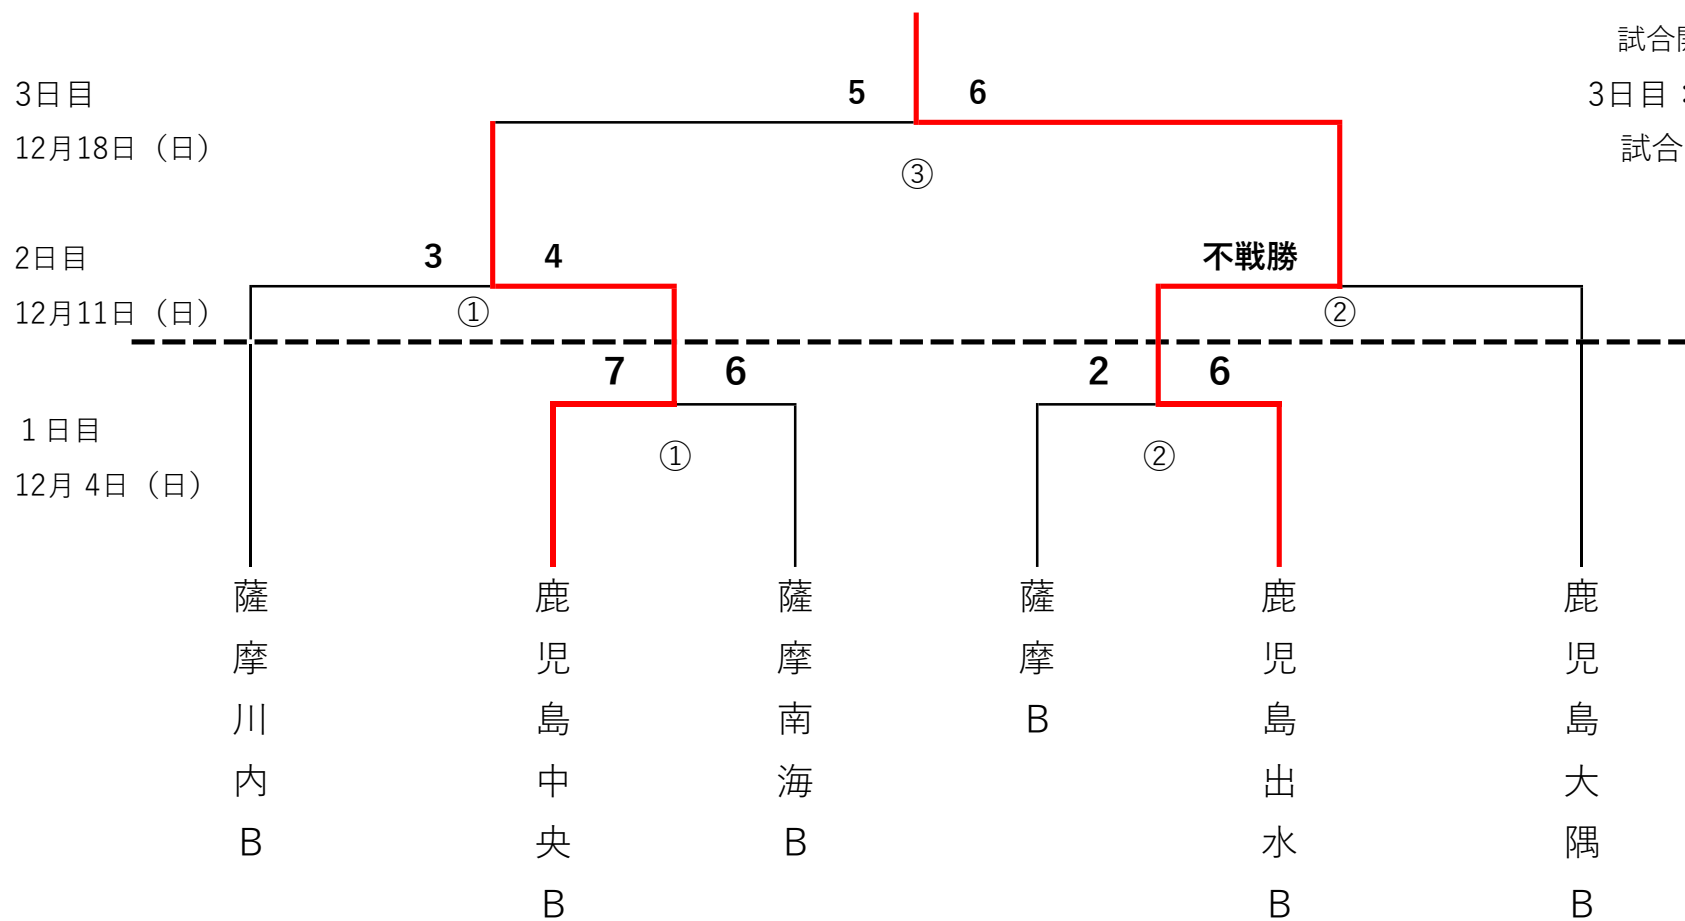 試合
5 6
3日目
3日目：
12月18日（日）
試合
③
2日目
3 4
不戦勝
12月11日（日）
①
②
7 6
2 6
1日目
①
②
12月 4日（日）
薩摩川内B
鹿児島中央B
薩摩南海B
薩摩B
鹿児島出水B
鹿児島大隅B